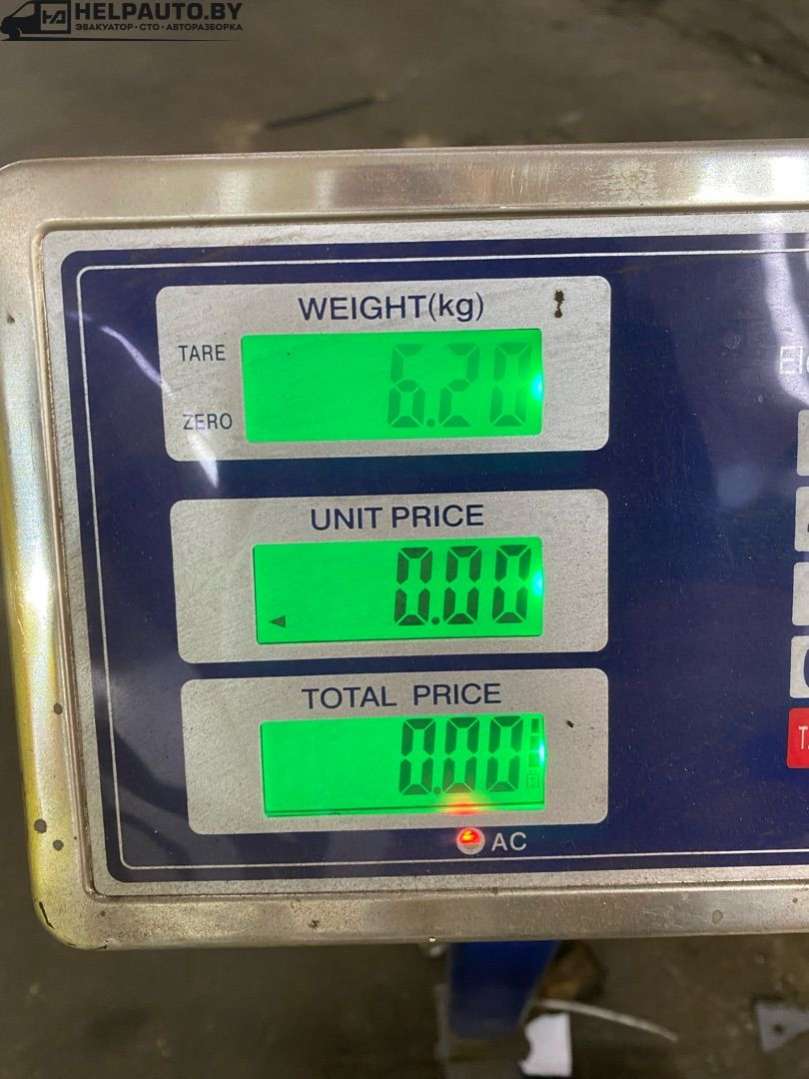 HELPAUTO.BY
ЭВАКУАТОР•СТО•АВТОРАЗБОРКА
WEIGHT(kg)
TARE
6.20
ZERO
UNIT PRICE
0.00
TOTAL PRICE
0.00
AC